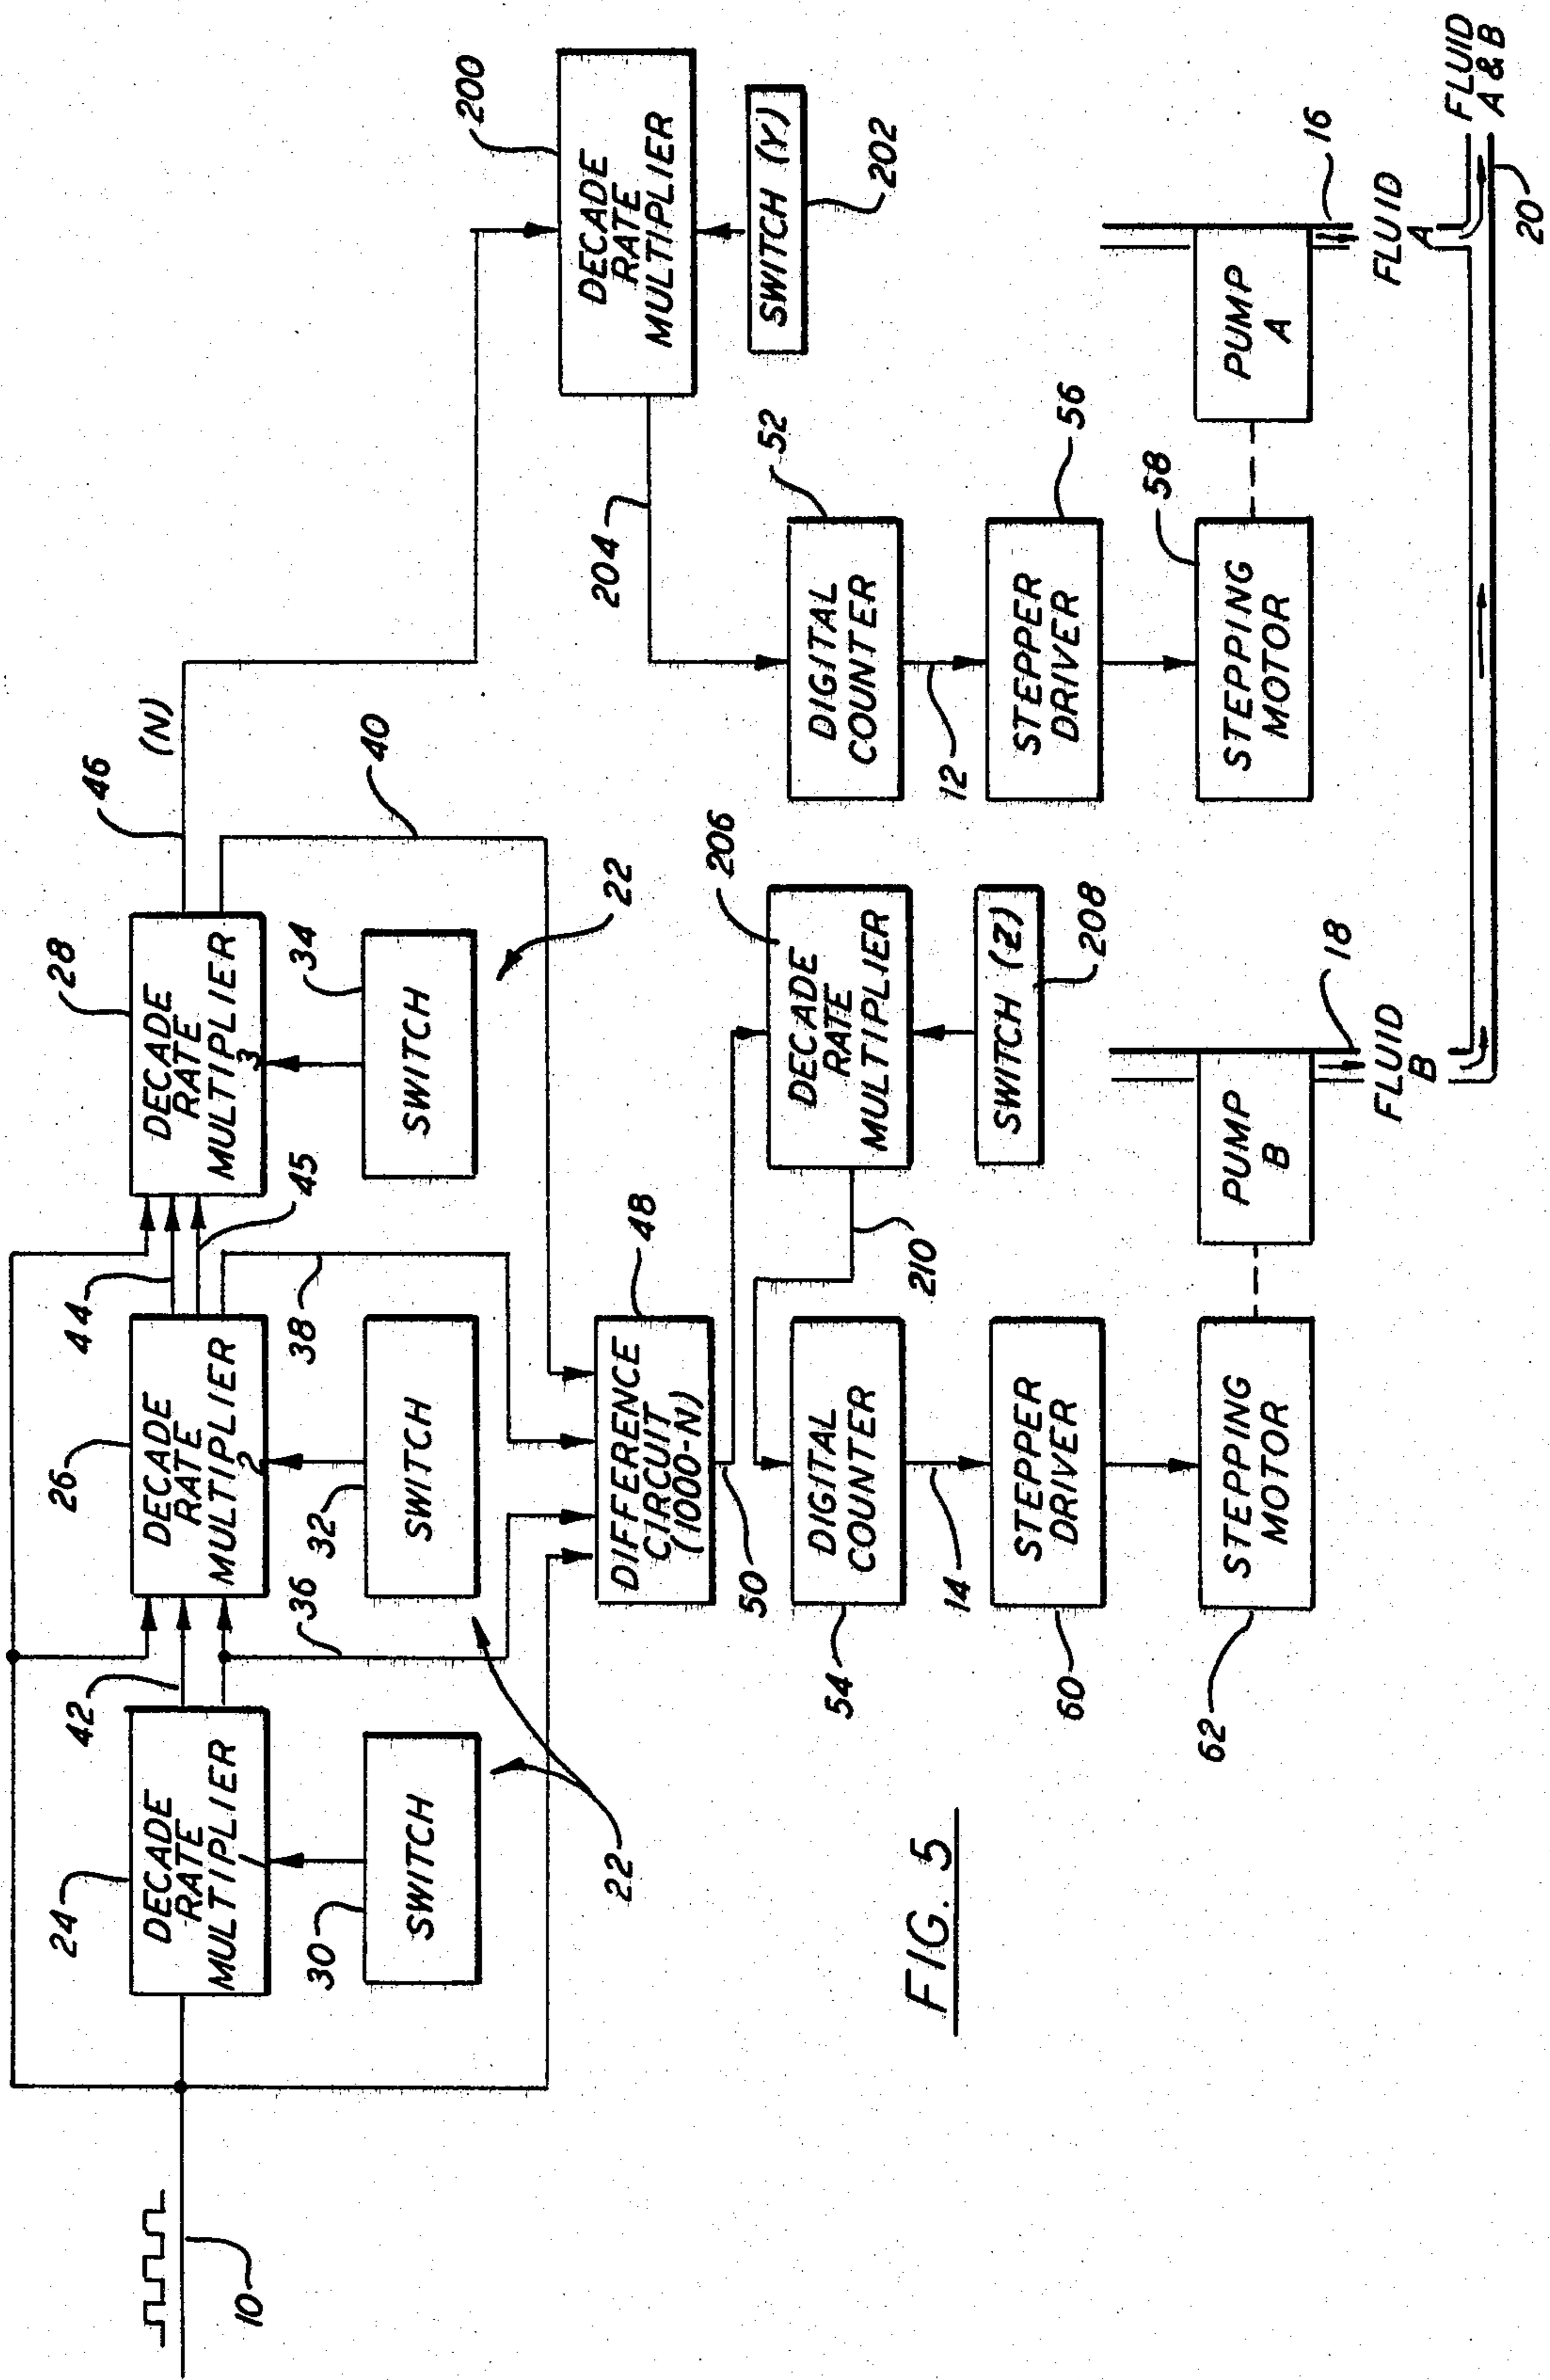 10
24
DECADE
RATE
MULTIPLIER
1
42
26
DECADE
RATE
MULTIPLIER
2
44
45
28
DECADE
RATE
MULTIPLIER
3
46
(N)
30
SWITCH
36
32
SWITCH
38
34
SWITCH
40
22
22
200
DECADE
RATE
MULTIPLIER
SWITCH (Y)
202
204
48
DIFFERENCE
CIRCUIT
(1000-N)
50
206
DECADE
RATE
MULTIPLIER
SWITCH (Z)
208
210
54
DIGITAL
COUNTER
52
DIGITAL
COUNTER
14
12
60
STEPPER
DRIVER
56
STEPPER
DRIVER
62
STEPPING
MOTOR
PUMP
B
58
STEPPING
MOTOR
PUMP
A
18
FLUID
B
16
FLUID
A
FLUID
A & B
20
FIG. 5